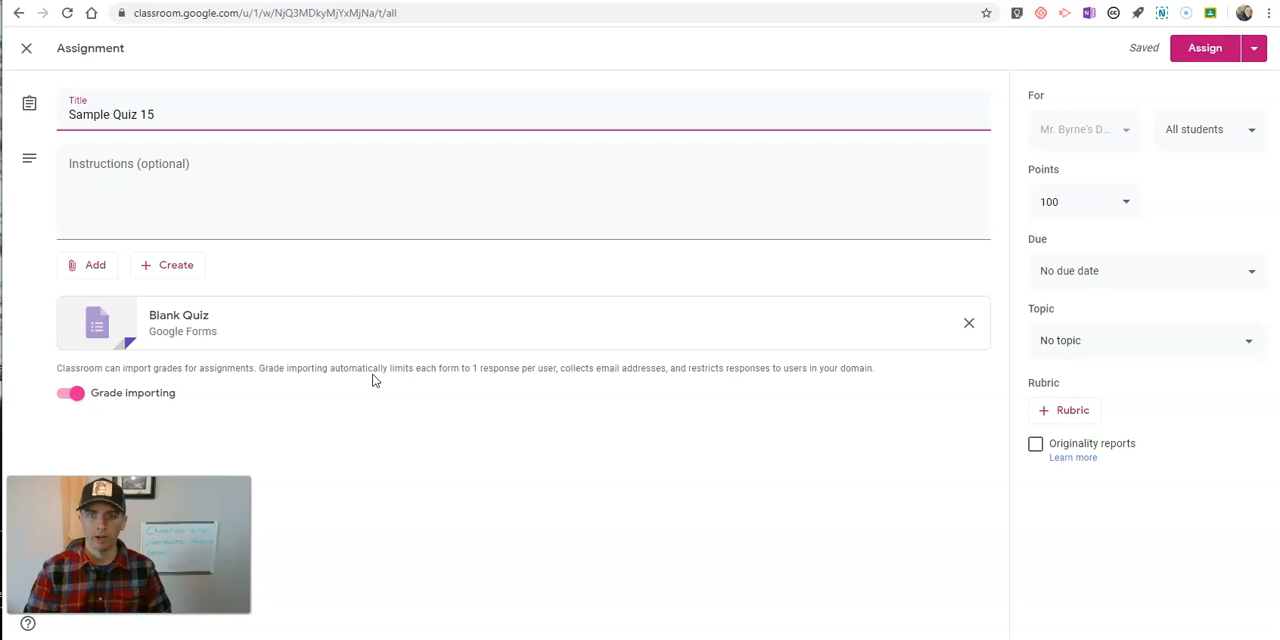 classroom.google.com/u/1/w/NjQ3MDkyMjYxMjNa/t/all
Assignment
Saved
Assign
Title
Sample Quiz 15
Instructions (optional)
Add
Create
Blank Quiz
Google Forms
Classroom can import grades for assignments. Grade importing automatically limits each form to 1 response per user, collects email addresses, and restricts responses to users in your domain.
Grade importing
For
Mr. Byrne's D...
All students
Points
100
Due
No due date
Topic
No topic
Rubric
Rubric
Originality reports
Learn more